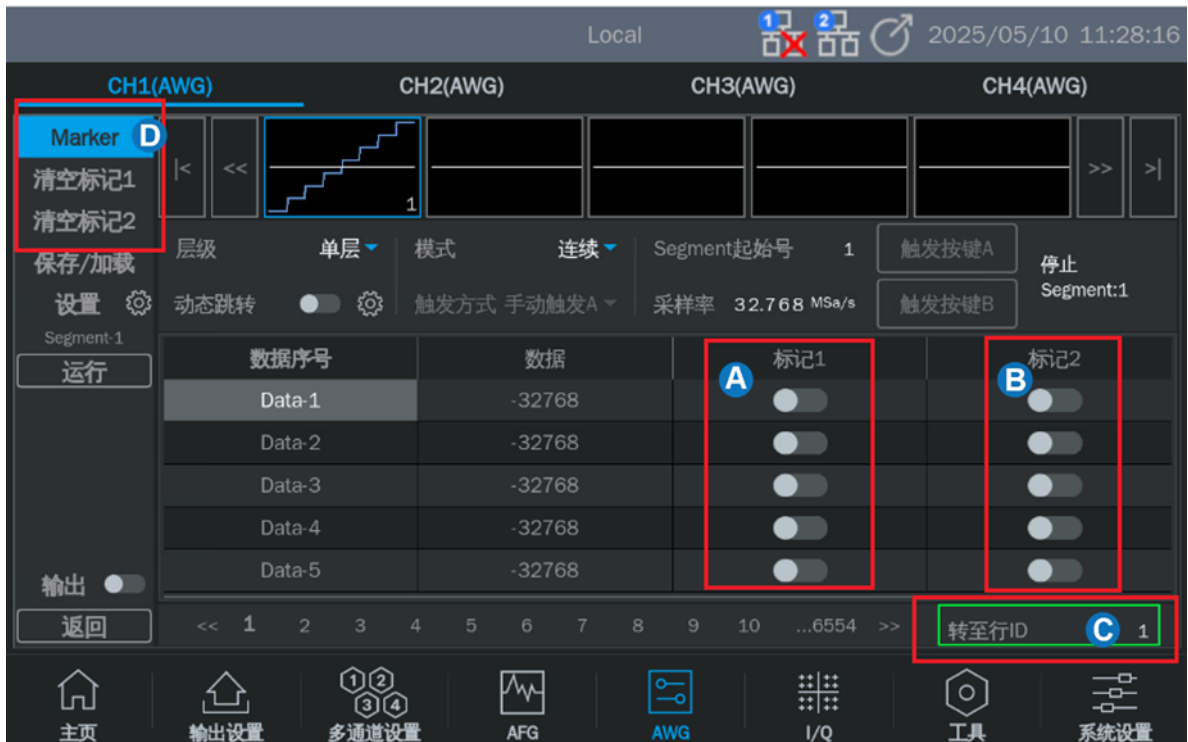 Local 1 2 2025/05/10 11:28:16
CH1(AWG) CH2(AWG) CH3(AWG) CH4(AWG)
Marker D
清空标记1
清空标记2
保存/加载
设置
Segment-1
运行
输出
返回
|< << 1 >> >|
层级 单层 模式 连续 Segment起始号 1 触发按键A 停止
Segment:1
动态跳转 触发方式 手动触发A 采样率 32.768 MSa/s 触发按键B
数据序号 数据 标记1 标记2
A B
Data-1 -32768
Data-2 -32768
Data-3 -32768
Data-4 -32768
Data-5 -32768
<< 1 2 3 4 5 6 7 8 9 10 ...6554 >> 转至行ID C 1
1 2 3 4
主页 输出设置 多通道设置 AFG AWG I/Q 工具 系统设置